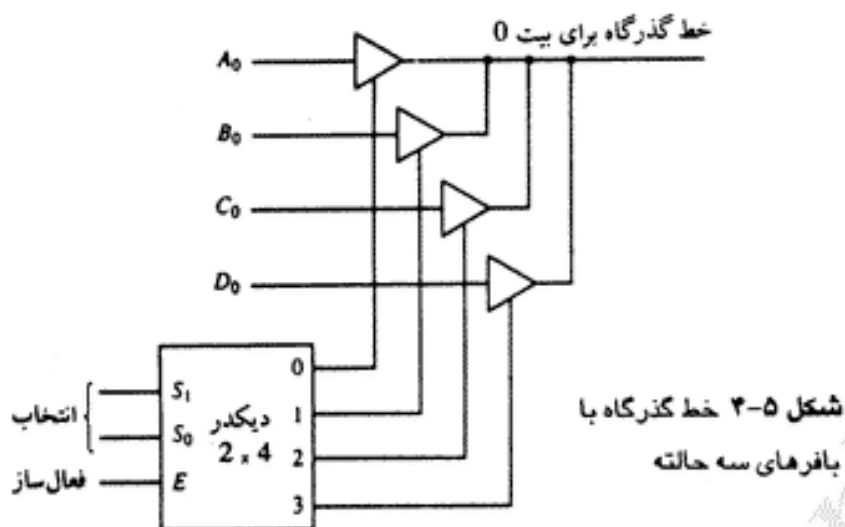 خط گذرگاه برای بیت 0
A₀
B₀
C₀
D₀
0
1
2
3
S₁
S₀
E
دیکدر
2 × 4
انتخاب
فعال‌ساز
شکل ۵-۴ خط گذرگاه با
بافرهای سه حالته